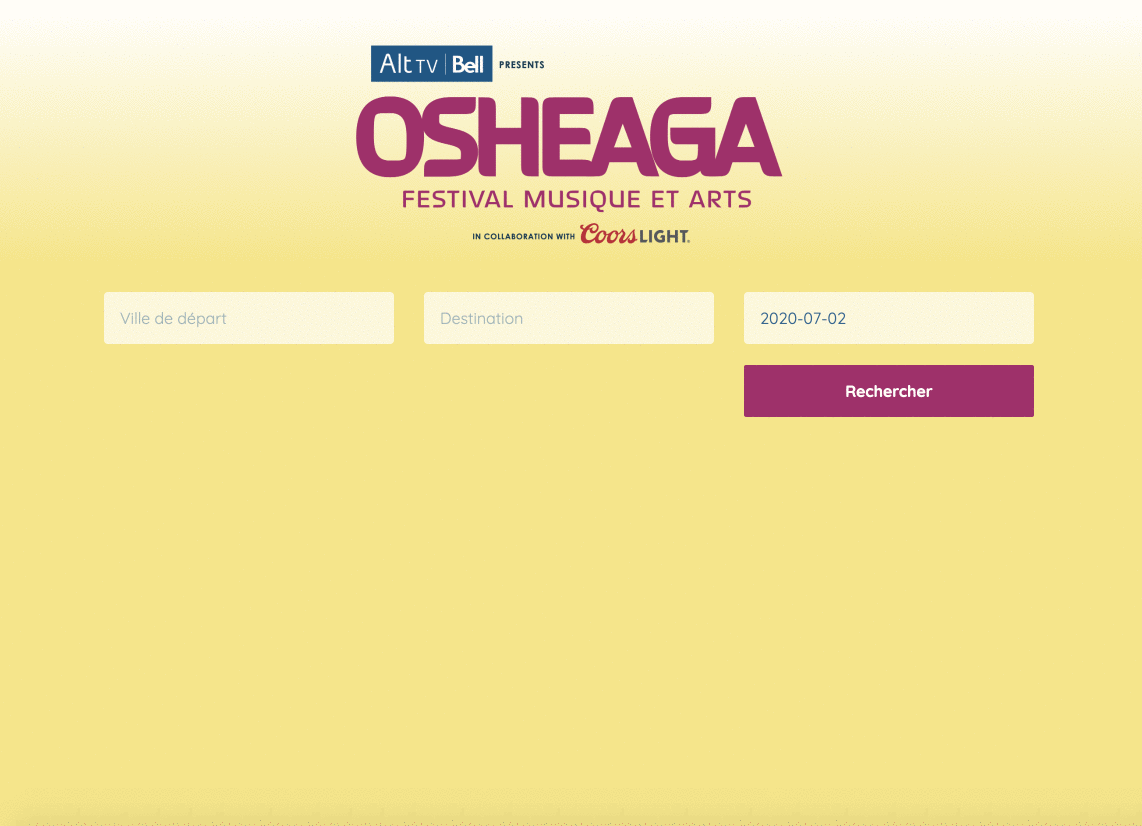 Alt TV | Bell PRESENTS
OSHEAGA
FESTIVAL MUSIQUE ET ARTS
IN COLLABORATION WITH Coors LIGHT®
Ville de départ
Destination
2020-07-02
Rechercher